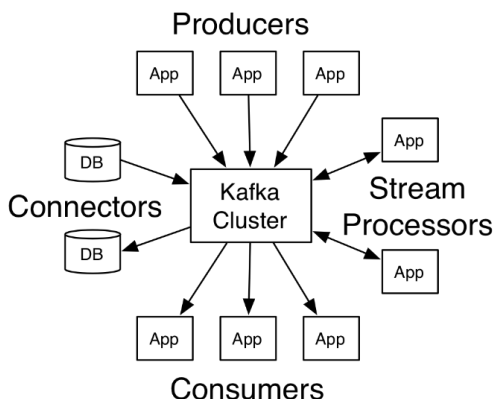 Producers
App
App
App
DB
App
Connectors
Kafka
Cluster
Stream
Processors
DB
App
App
App
App
Consumers